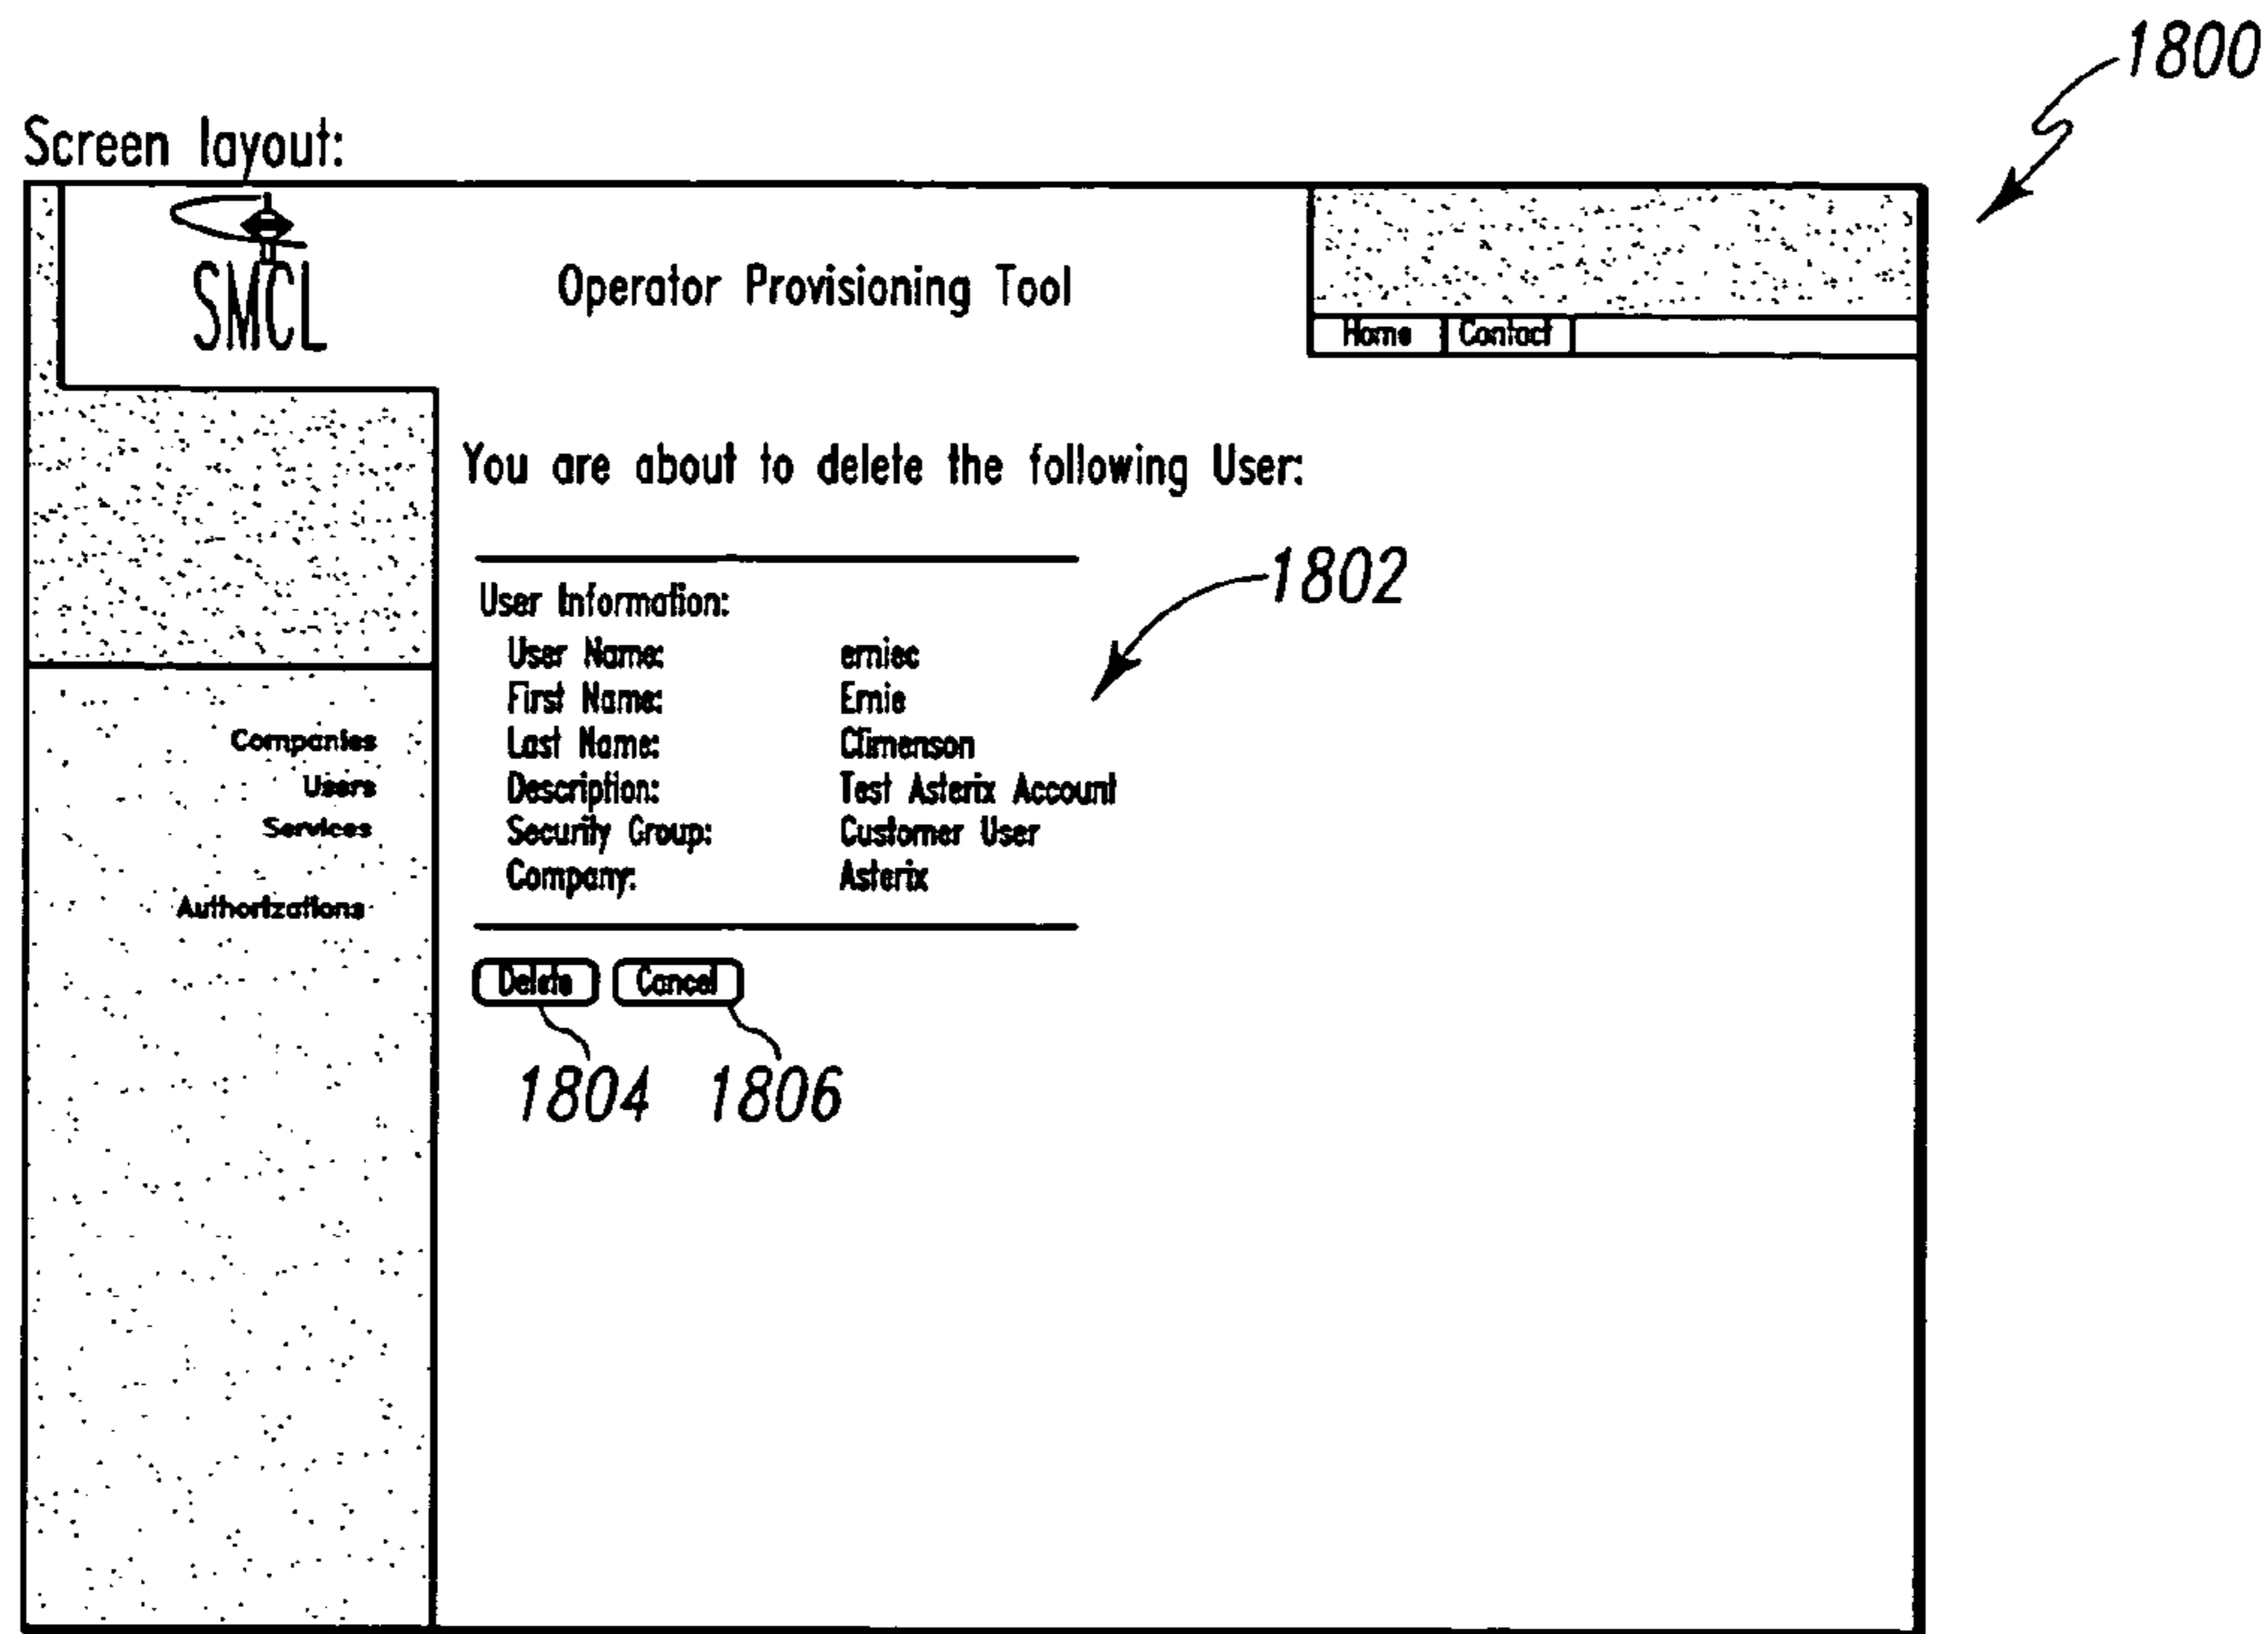 1800
Screen layout:
SMCL
Operator Provisioning Tool
Home Contact
You are about to delete the following User:
1802
User Information:
User Name: erniec
First Name: Ernie
Last Name: Climenson
Description: Test Asterix Account
Security Group: Customer User
Company: Asterix
Companies
Users
Services
Authorizations
Delete Cancel
1804 1806